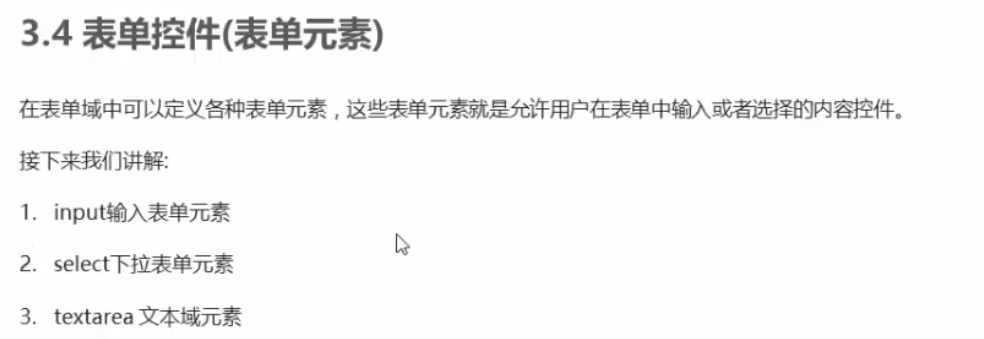 3.4 表单控件(表单元素)
在表单域中可以定义各种表单元素，这些表单元素就是允许用户在表单中输入或者选择的内容控件。
接下来我们讲解:
1. input输入表单元素
2. select下拉表单元素
3. textarea 文本域元素